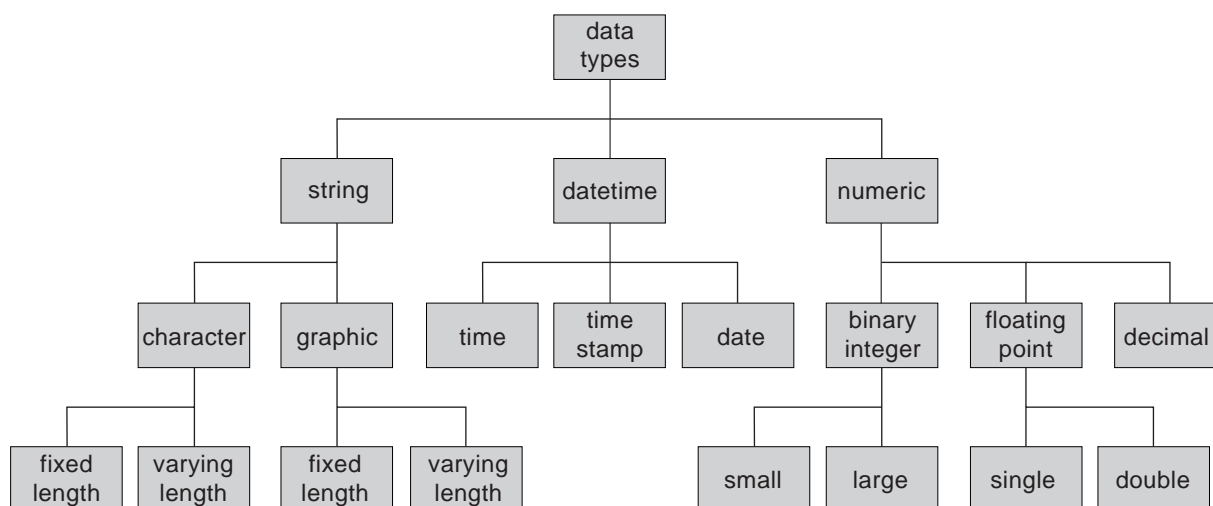 data
types
string
datetime
numeric
character
graphic
time
time
stamp
date
binary
integer
floating
point
decimal
fixed
length
varying
length
fixed
length
varying
length
small
large
single
double